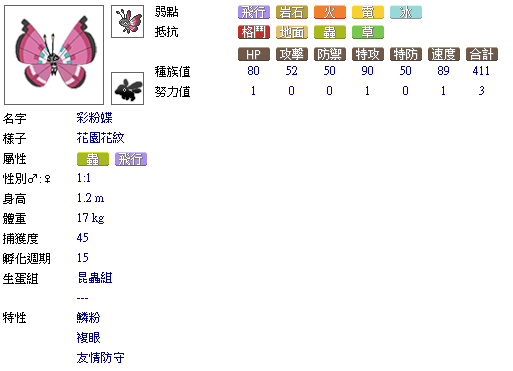 弱點 飛行 岩石 火 電 冰
抵抗 格鬥 地面 蟲 草
HP 攻擊 防禦 特攻 特防 速度 合計
種族值 80 52 50 90 50 89 411
努力值 1 0 0 1 0 1 3
名字 彩粉蝶
樣子 花園花紋
屬性 蟲 飛行
性別♂:♀ 1:1
身高 1.2 m
體重 17 kg
捕獲度 45
孵化週期 15
生蛋組 昆蟲組
---
特性 鱗粉
複眼
友情防守